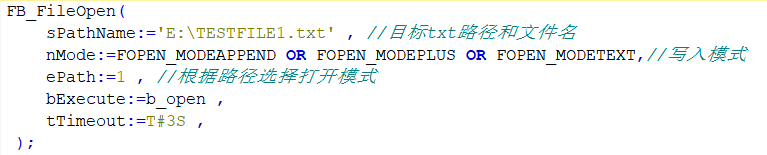 FB_FileOpen(
sPathName:='E:\TESTFILE1.txt' , //目标txt路径和文件名
nMode:=FOPEN_MODEAPPEND OR FOPEN_MODEPLUS OR FOPEN_MODETEXT,//写入模式
ePath:=1 , //根据路径选择打开模式
bExecute:=b_open ,
tTimeout:=T#3S ,
);